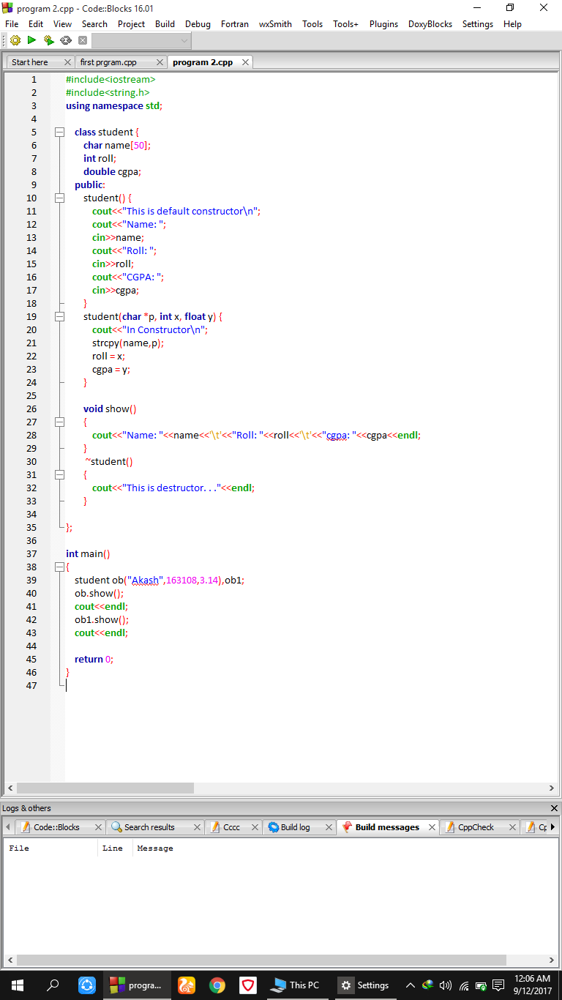 program 2.cpp - Code::Blocks 16.01
File Edit View Search Project Build Debug Fortran wxSmith Tools Tools+ Plugins DoxyBlocks Settings Help
Start here first prgram.cpp program 2.cpp
1 #include<iostream>
2 #include<string.h>
3 using namespace std;
4
5 class student {
6 char name[50];
7 int roll;
8 double cgpa;
9 public:
10 student() {
11 cout<<"This is default constructor\n";
12 cout<<"Name: ";
13 cin>>name;
14 cout<<"Roll: ";
15 cin>>roll;
16 cout<<"CGPA: ";
17 cin>>cgpa;
18 }
19 student(char *p, int x, float y) {
20 cout<<"In Constructor\n";
21 strcpy(name,p);
22 roll = x;
23 cgpa = y;
24 }
25
26 void show()
27 {
28 cout<<"Name: "<<name<<'\t'<<"Roll: "<<roll<<'\t'<<"cgpa: "<<cgpa<<endl;
29 }
30 ~student()
31 {
32 cout<<"This is destructor. . ."<<endl;
33 }
34
35 };
36
37 int main()
38 {
39 student ob("Akash",163108,3.14),ob1;
40 ob.show();
41 cout<<endl;
42 ob1.show();
43 cout<<endl;
44
45 return 0;
46 }
47
Logs & others
Code::Blocks Search results Cccc Build log Build messages CppCheck
File Line Message
progra... This PC Settings 12:06 AM
9/12/2017